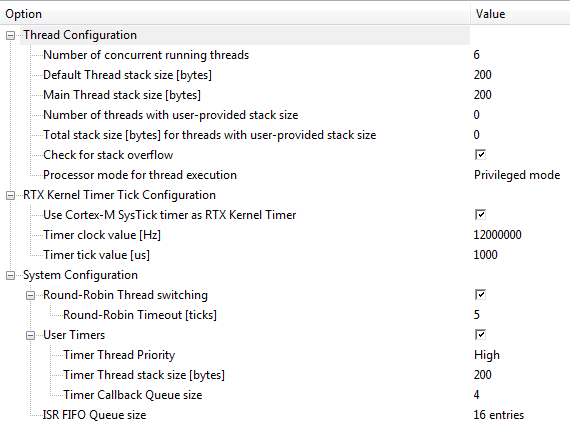 Option Value
Thread Configuration
Number of concurrent running threads 6
Default Thread stack size [bytes] 200
Main Thread stack size [bytes] 200
Number of threads with user-provided stack size 0
Total stack size [bytes] for threads with user-provided stack size 0
Check for stack overflow
Processor mode for thread execution Privileged mode
RTX Kernel Timer Tick Configuration
Use Cortex-M SysTick timer as RTX Kernel Timer
Timer clock value [Hz] 12000000
Timer tick value [us] 1000
System Configuration
Round-Robin Thread switching
Round-Robin Timeout [ticks] 5
User Timers
Timer Thread Priority High
Timer Thread stack size [bytes] 200
Timer Callback Queue size 4
ISR FIFO Queue size 16 entries